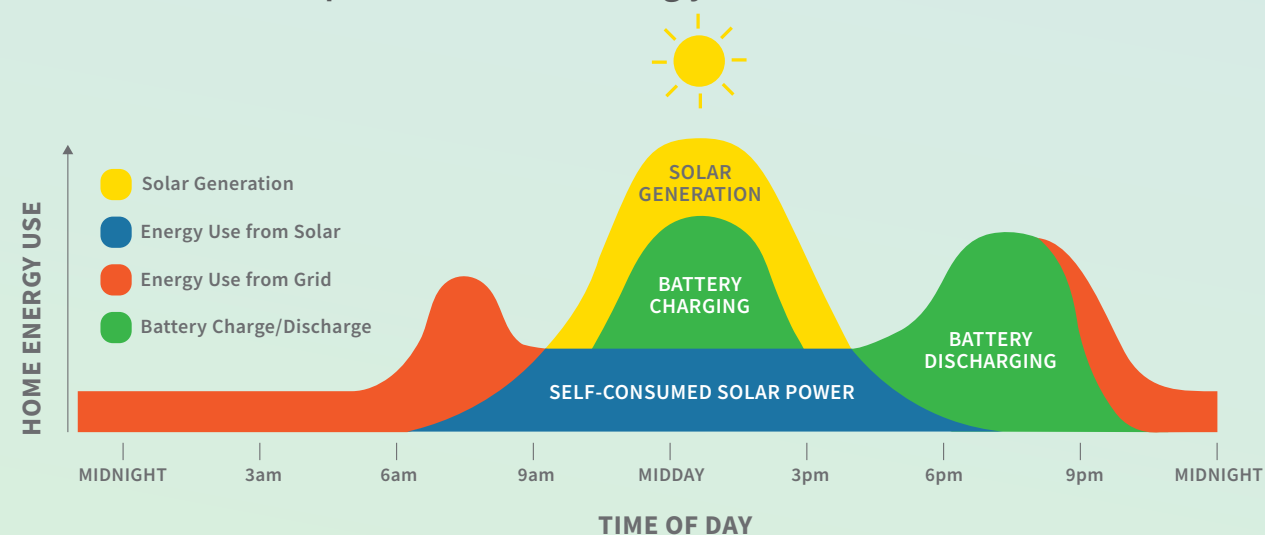 HOME ENERGY USE
Solar Generation
Energy Use from Solar
Energy Use from Grid
Battery Charge/Discharge
SOLAR
GENERATION
BATTERY
CHARGING
BATTERY
DISCHARGING
SELF-CONSUMED SOLAR POWER
MIDNIGHT 3am 6am 9am MIDDAY 3pm 6pm 9pm MIDNIGHT
TIME OF DAY